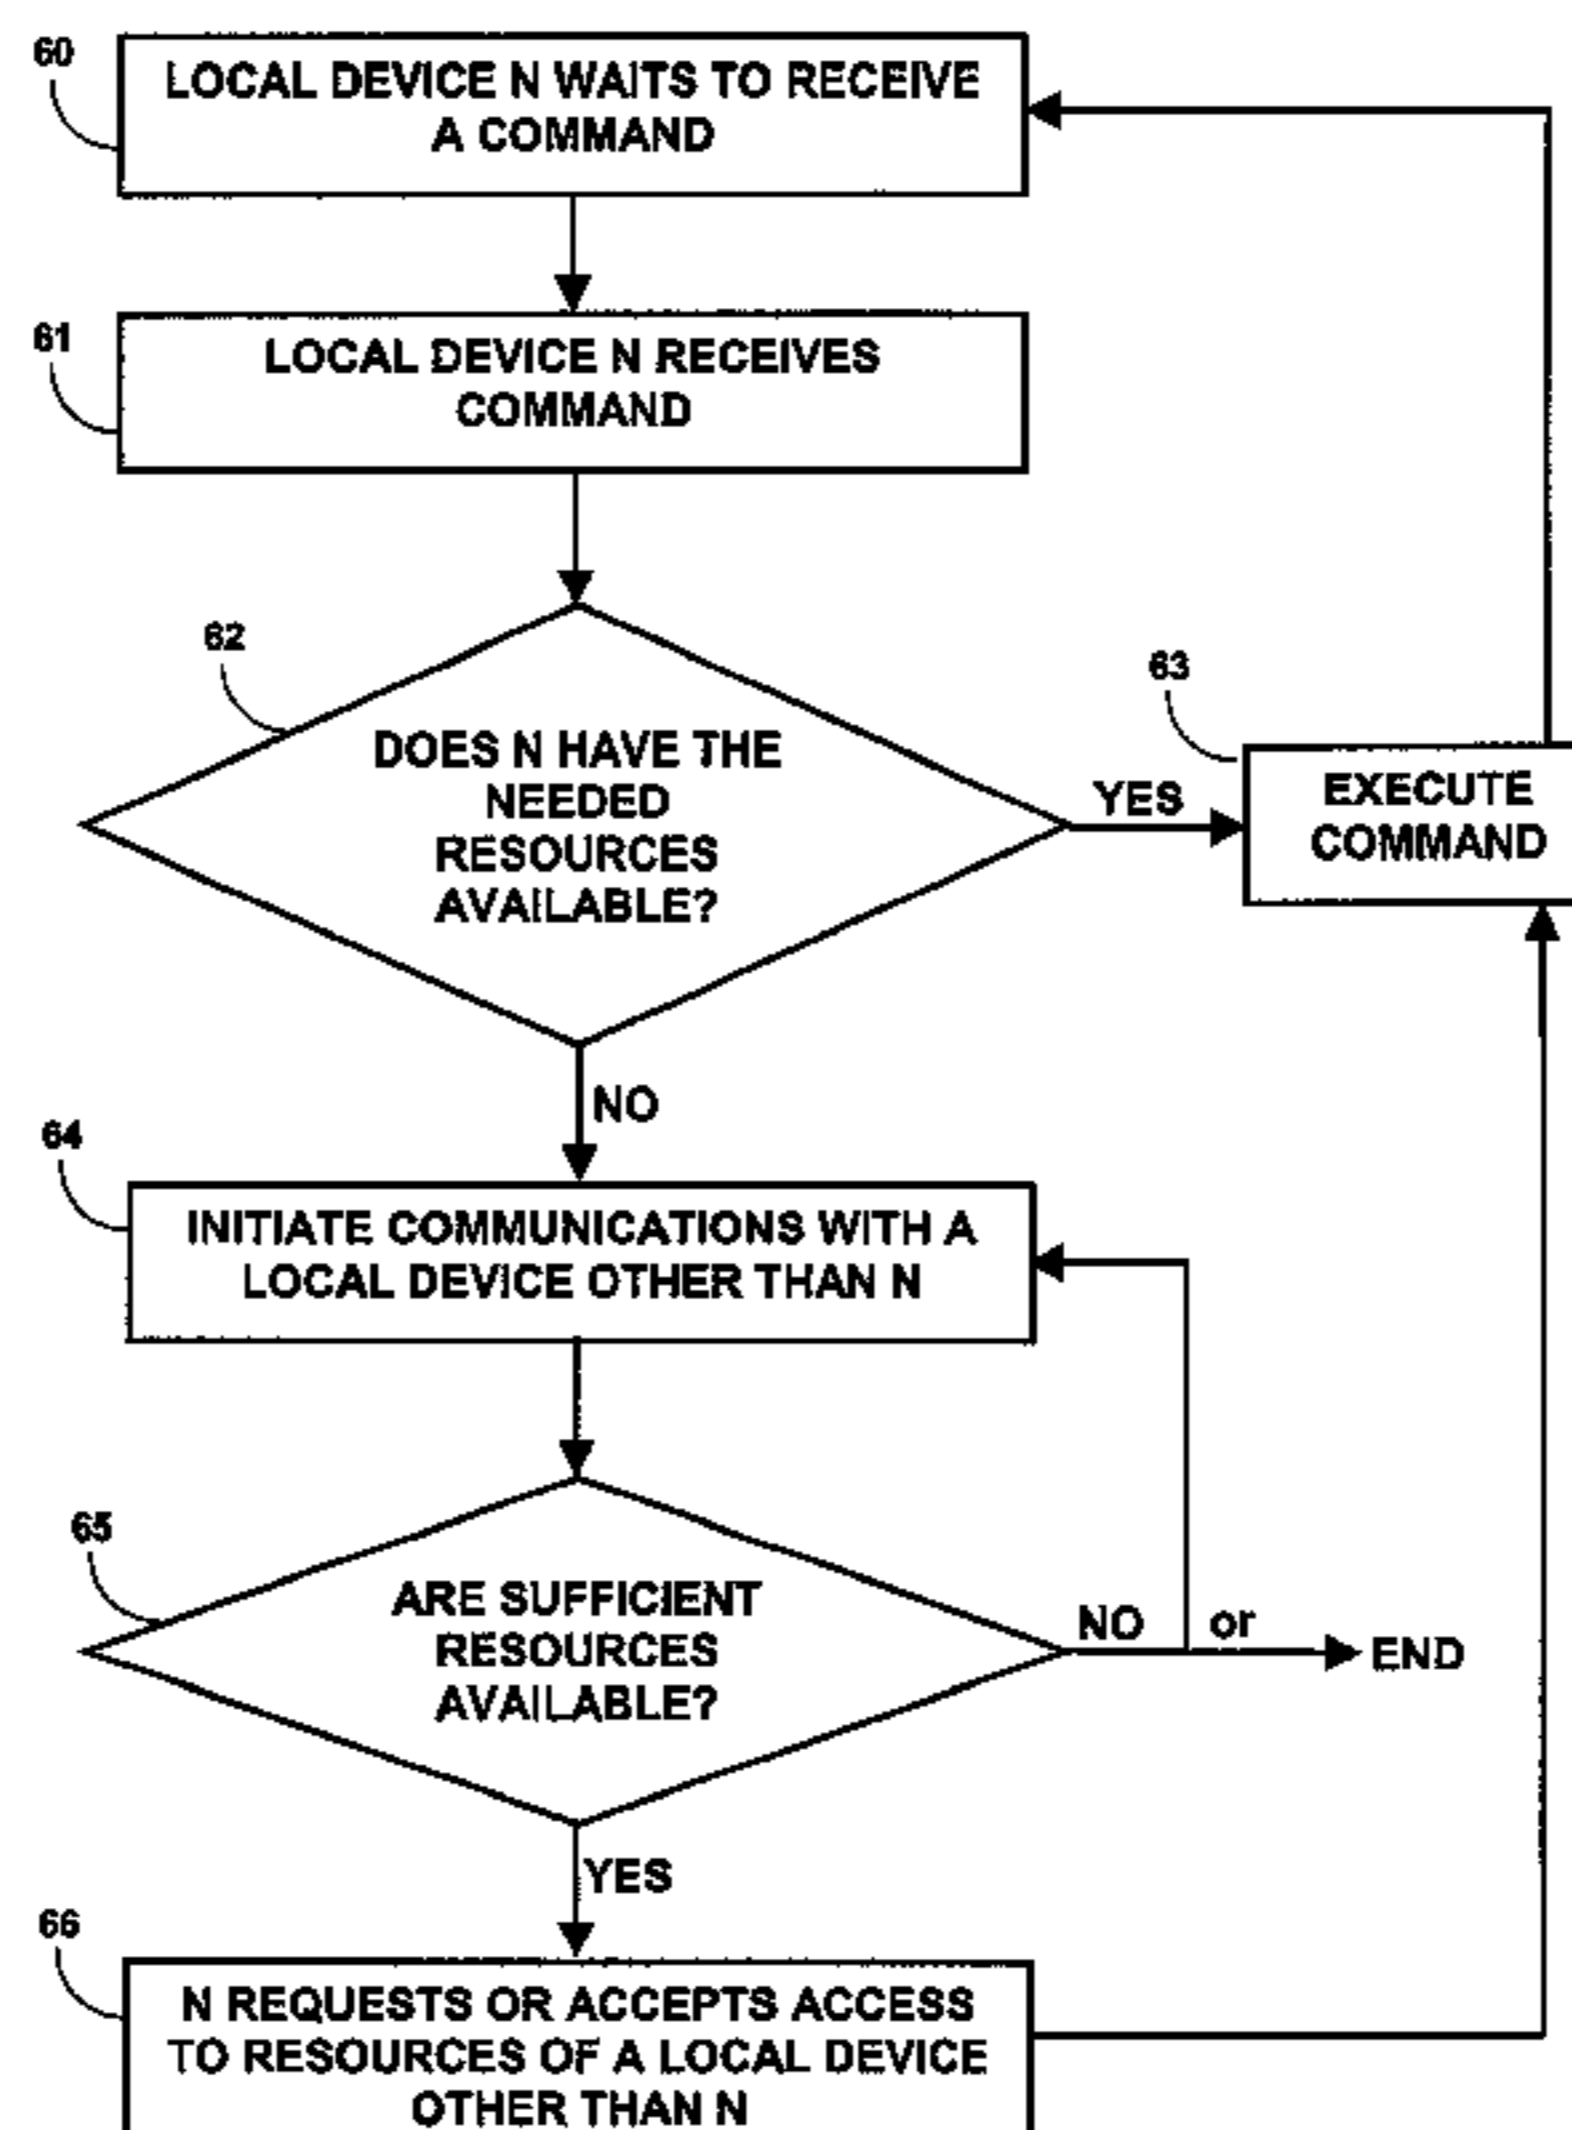 60
LOCAL DEVICE N WAITS TO RECEIVE
A COMMAND
61
LOCAL DEVICE N RECEIVES
COMMAND
62
DOES N HAVE THE
NEEDED
RESOURCES
AVAILABLE?
YES
63
EXECUTE
COMMAND
NO
64
INITIATE COMMUNICATIONS WITH A
LOCAL DEVICE OTHER THAN N
65
ARE SUFFICIENT
RESOURCES
AVAILABLE?
NO or
END
YES
66
N REQUESTS OR ACCEPTS ACCESS
TO RESOURCES OF A LOCAL DEVICE
OTHER THAN N